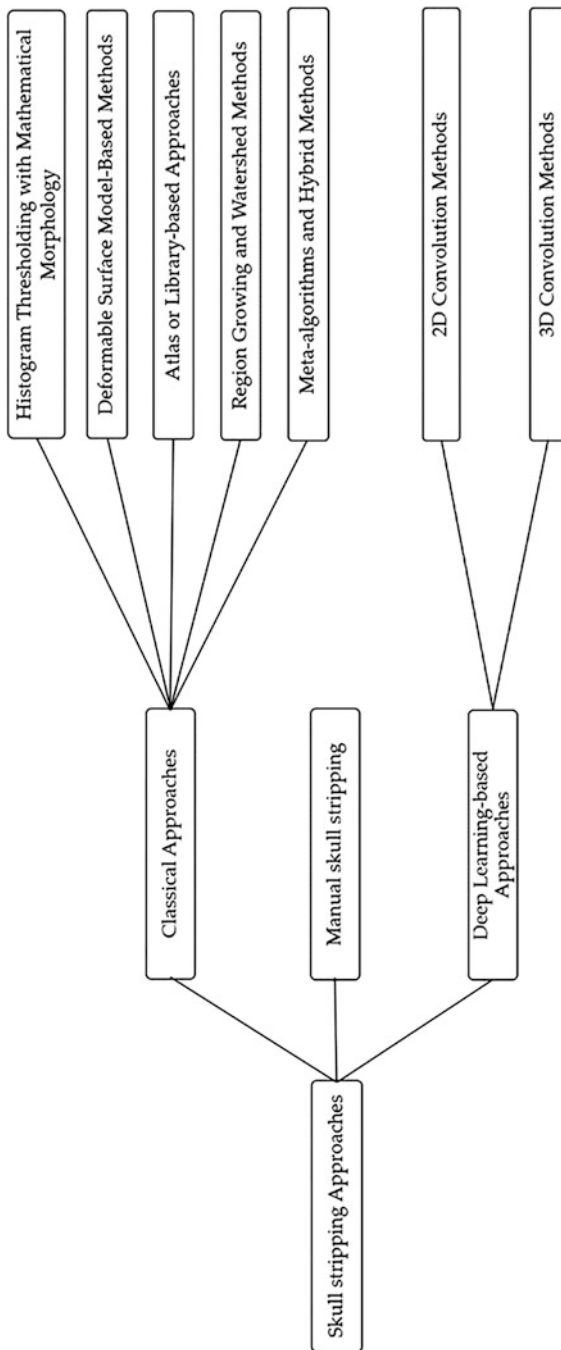 Skull stripping Approaches
Classical Approaches
Manual skull stripping
Deep Learning-based
Approaches
Histogram Thresholding with Mathematical
Morphology
Deformable Surface Model-Based Methods
Atlas or Library-based Approaches
Region Growing and Watershed Methods
Meta-algorithms and Hybrid Methods
2D Convolution Methods
3D Convolution Methods